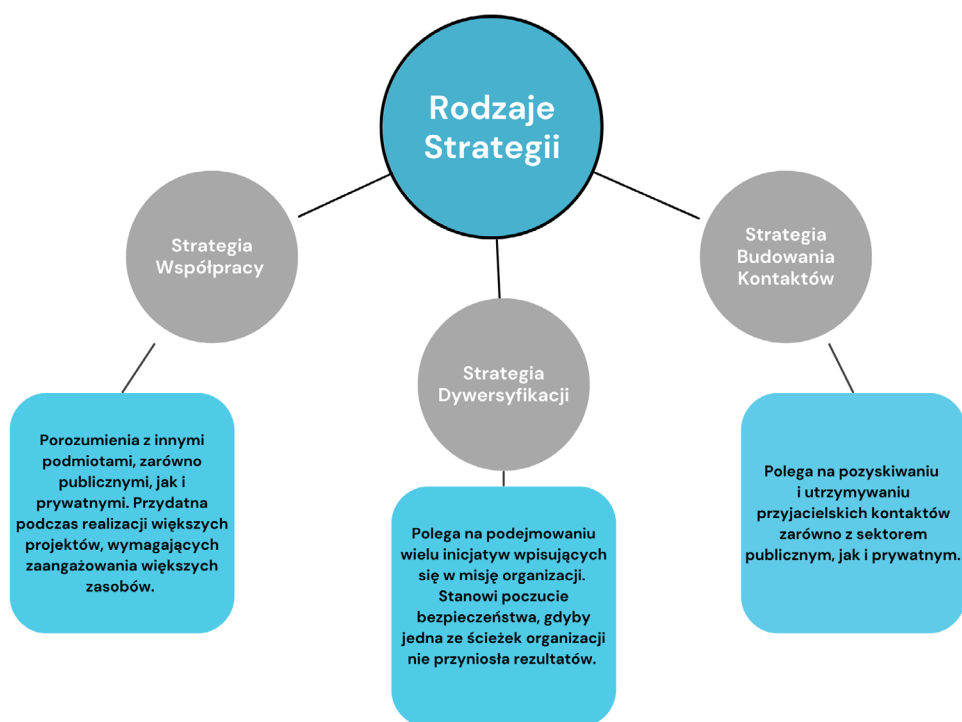 Rodzaje
Strategii
Strategia
Współpracy
Strategia
Budowania
Kontaktów
Strategia
Dywersyfikacji
Porozumienia z innymi
podmiotami, zarówno
publicznymi, jak i
prywatnymi. Przydatna
podczas realizacji większych
projektów, wymagających
zaangażowania większych
zasobów.
Polega na podejmowaniu
wielu inicjatyw wpisujących
się w misję organizacji.
Stanowi poczucie
bezpieczeństwa, gdyby
jedna ze ścieżek organizacji
nie przyniosła rezultatów.
Polega na pozyskiwaniu
i utrzymywaniu
przyjacielskich kontaktów
zarówno z sektorem
publicznym, jak i prywatnym.